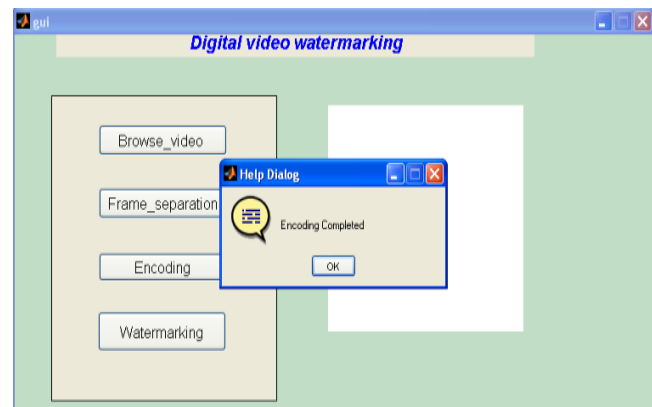 gui
Digital video watermarking
Browse_video
Help Dialog
Frame_separation
Encoding Completed
OK
Encoding
Watermarking